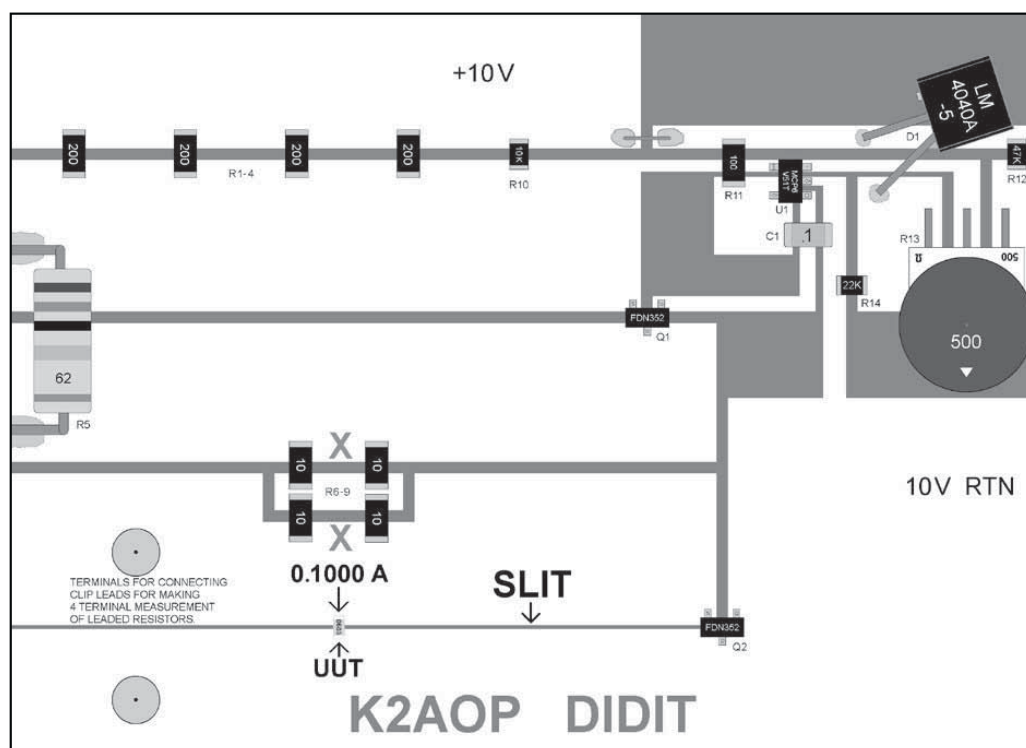 +10V
LM
4040A
-5
D1
200
200
200
200
10K
100
MCP6
V51T
47K
R1-4
R10
R11
U1
R12
C1
.1
R13
500
22K
R14
500
FDN352
Q1
62
R5
X
10
10
R6-9
10
10
X
10V RTN
0.1000 A
SLIT
TERMINALS FOR CONNECTING
CLIP LEADS FOR MAKING
4 TERMINAL MEASUREMENT
OF LEADED RESISTORS.
FDN352
Q2
UUT
K2AOP DIDIT